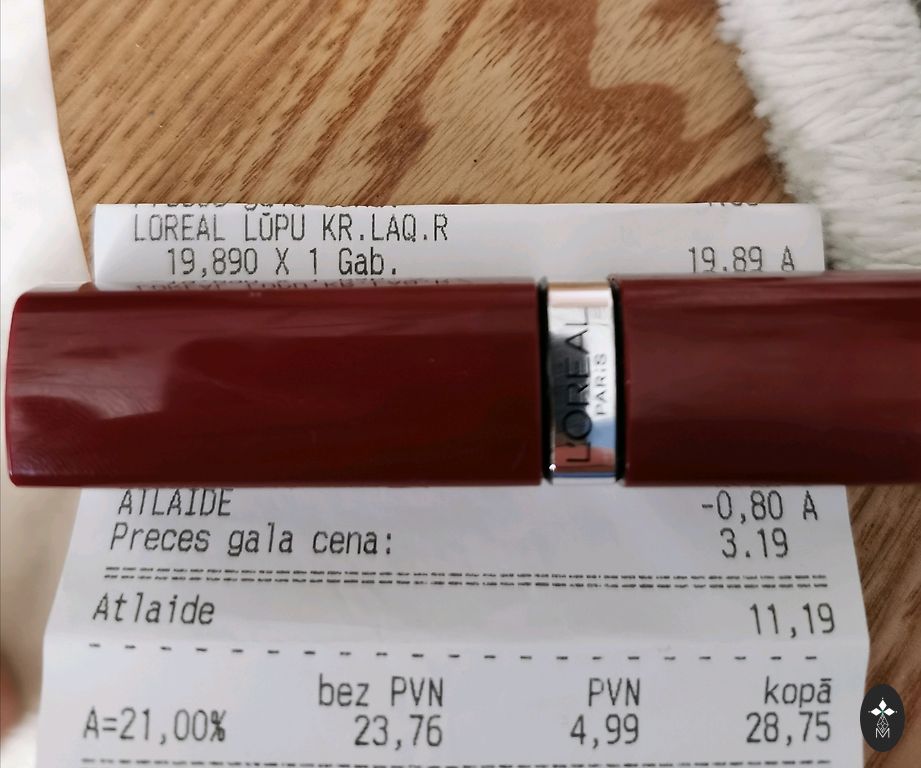 LOREAL LŪPU KR.LAQ.R
19,890 X 1 Gab. 19.89 A
L'ORÉAL
PARIS
ATLAIDE -0,80 A
Preces gala cena: 3.19
Atlaide 11,19
bez PVN PVN kopā
A=21,00% 23,76 4,99 28,75
M